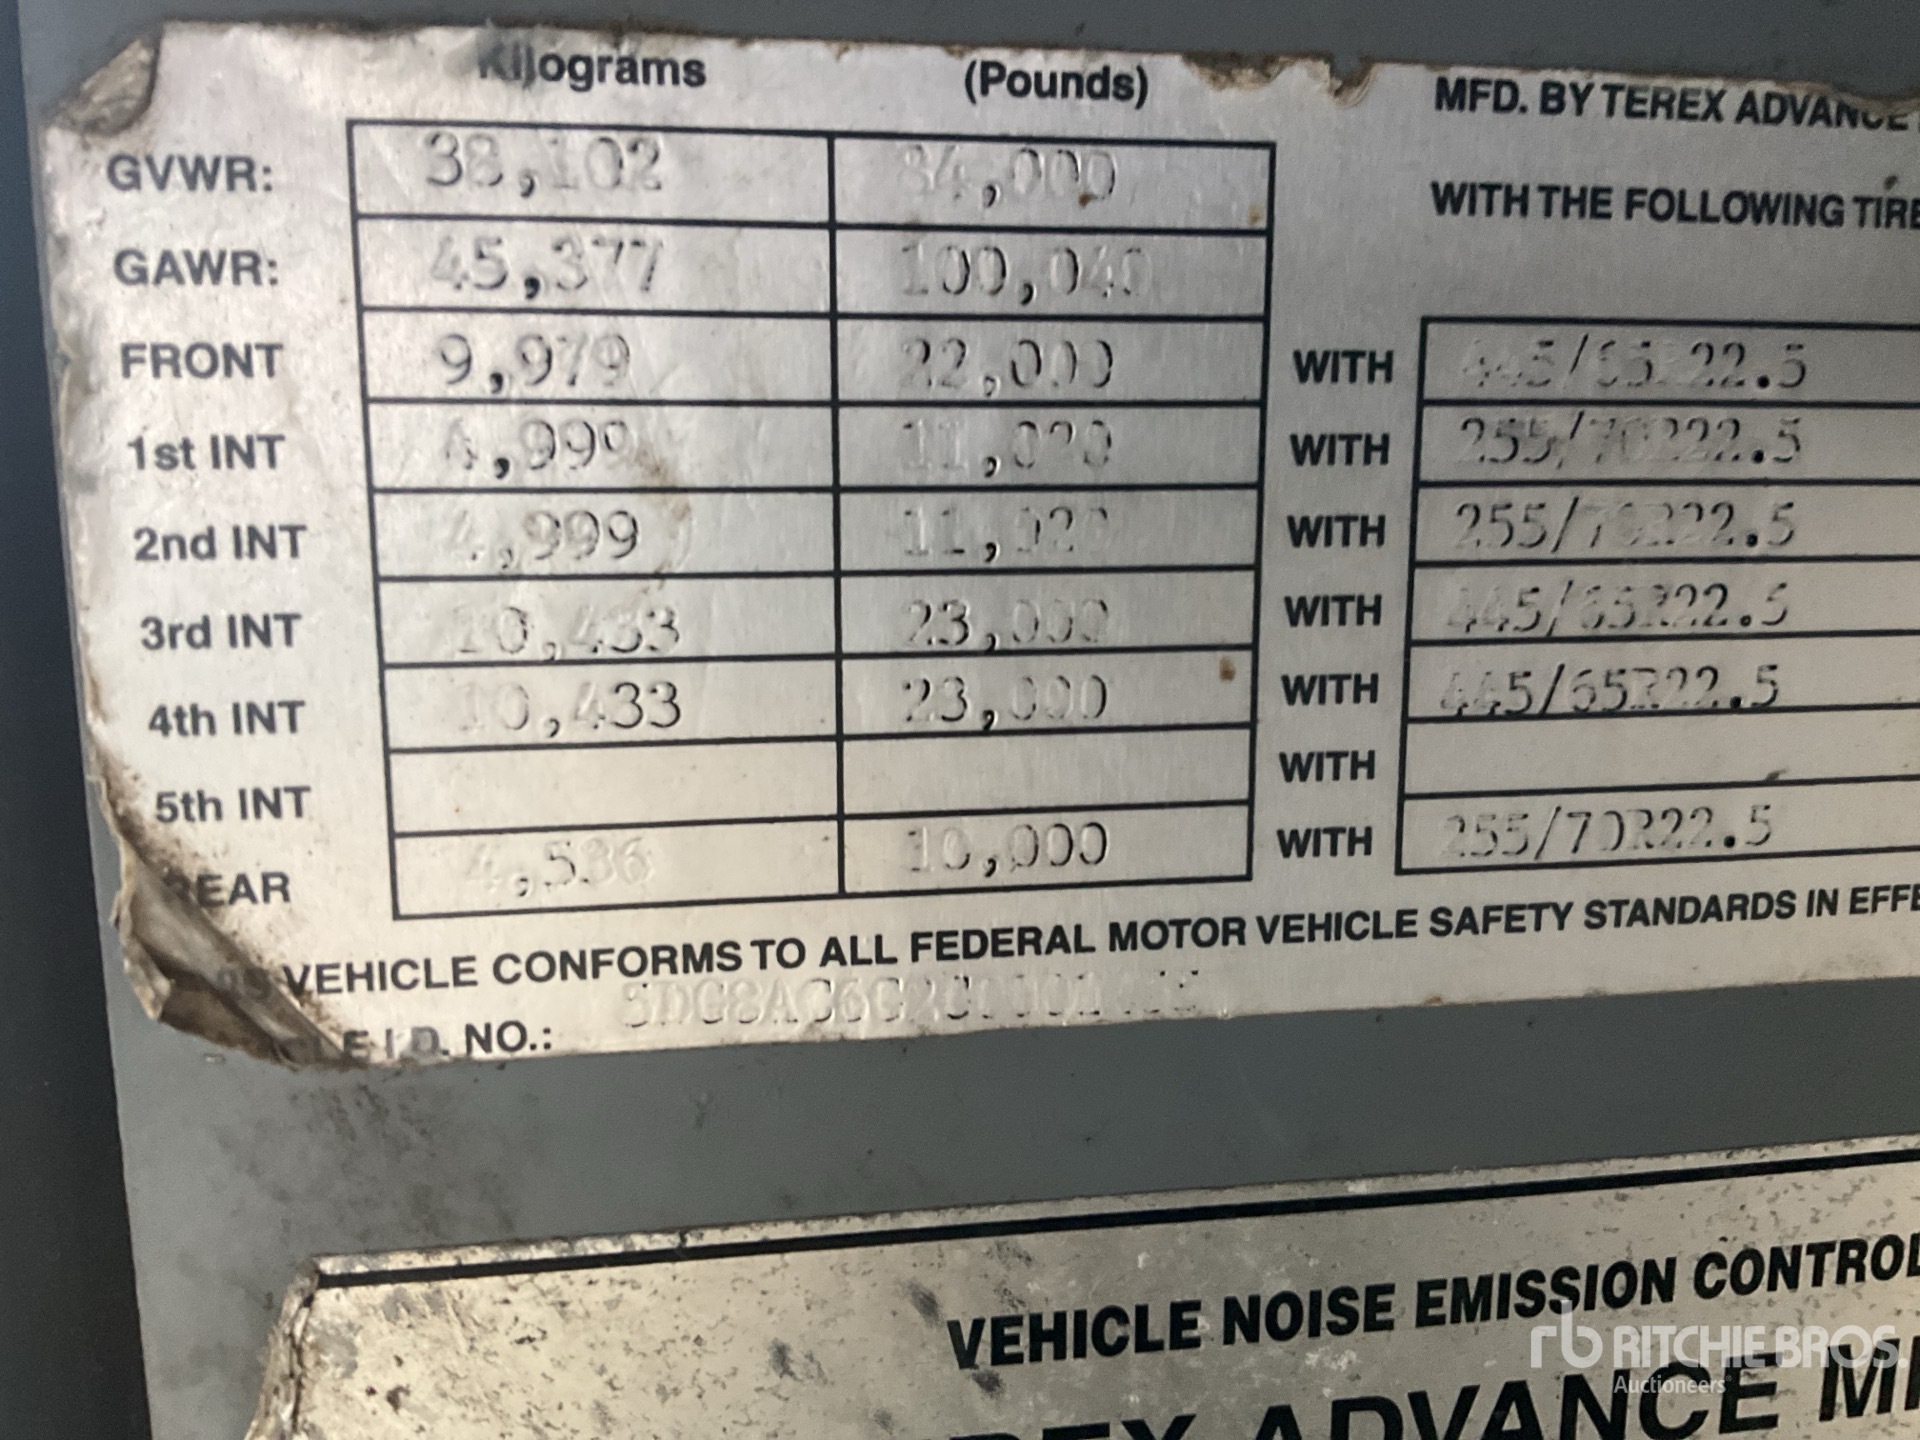 Kilograms (Pounds) MFD. BY TEREX ADVANCE
WITH THE FOLLOWING TIRE
GVWR: 38,102 84,000
GAWR: 45,377 100,040
FRONT 9,979 22,000 WITH 445/65R22.5
1st INT 4,999 11,020 WITH 255/70R22.5
2nd INT 4,999 11,020 WITH 255/70R22.5
3rd INT 10,433 23,000 WITH 445/65R22.5
4th INT 10,433 23,000 WITH 445/65R22.5
5th INT WITH
REAR 4,536 10,000 WITH 255/70R22.5
VEHICLE CONFORMS TO ALL FEDERAL MOTOR VEHICLE SAFETY STANDARDS IN EFFE
I.D. NO.:
VEHICLE NOISE EMISSION CONTROL
ADVANCE MI
rb RITCHIE BROS.
Auctioneers